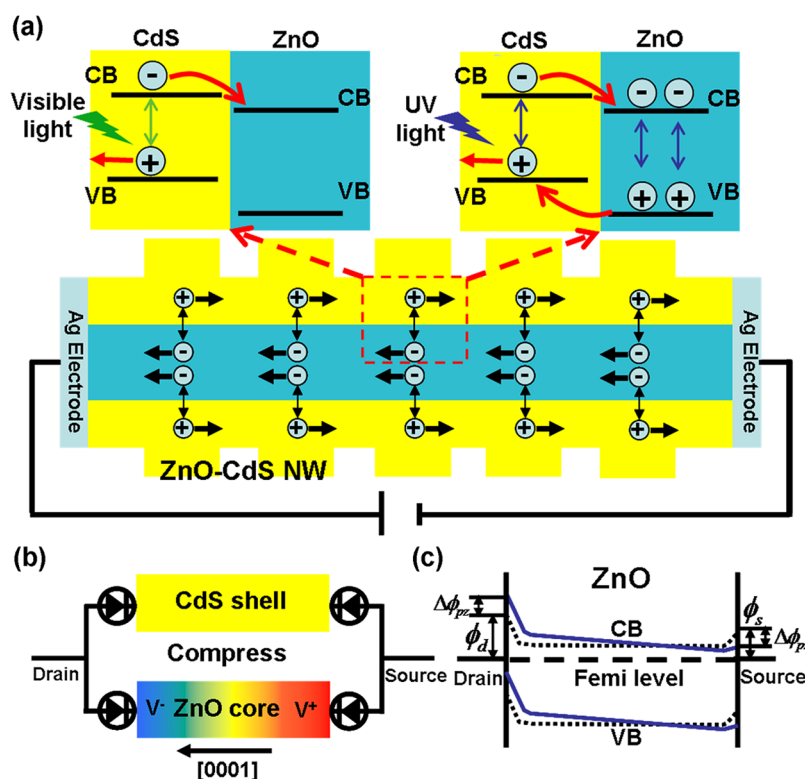 (a)
CdS ZnO
CB
-
CB
Visible
light
+
VB
VB
CdS ZnO
CB
-
- -
CB
UV
light
+
VB
+ +
VB
Ag Electrode
+ + + + +
- - - - -
- - - - -
+ + + + +
Ag Electrode
ZnO-CdS NW
(b)
CdS shell
Compress
Drain
Source
V- ZnO core V+
[0001]
(c)
ZnO
Δϕpz
ϕd
CB
ϕs
Δϕp
Drain
Femi level
Source
VB